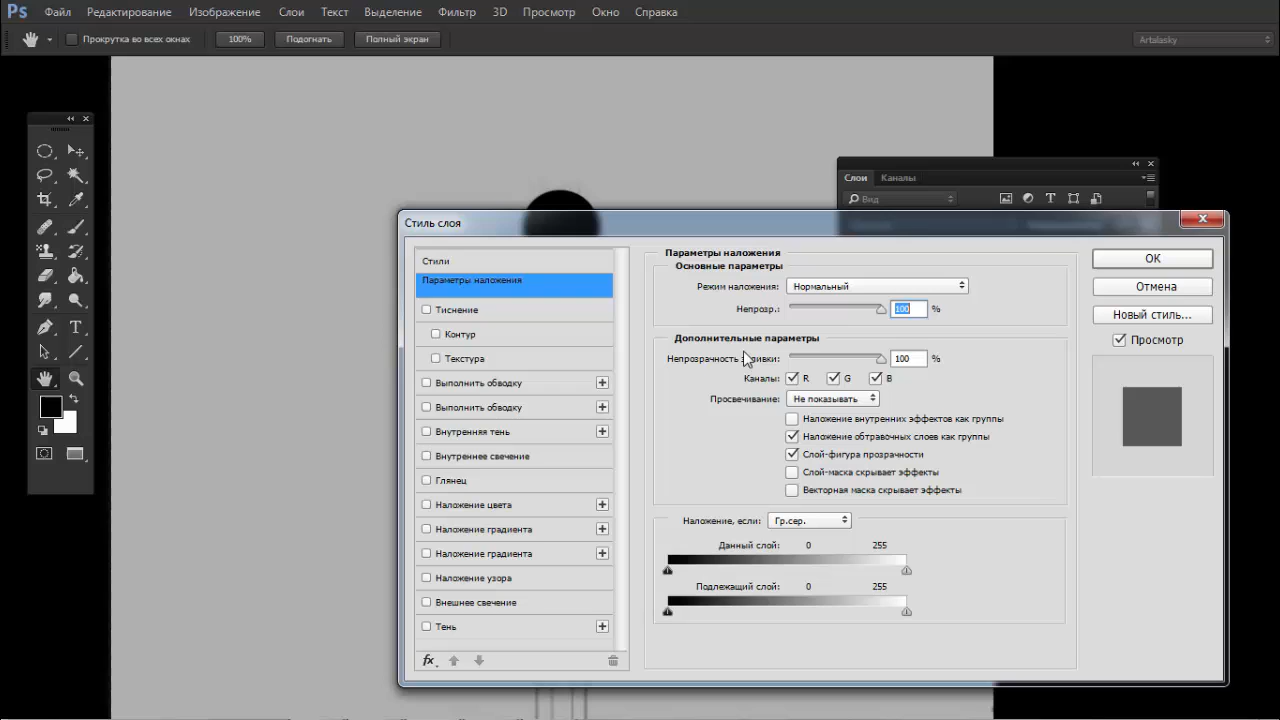 Ps Файл Редактирование Изображение Слои Текст Выделение Фильтр 3D Просмотр Окно Справка
Прокрутка во всех окнах 100% Подогнать Полный экран Artalasky
Слои Каналы
Вид
Стиль слоя
Стили
Параметры наложения
Тиснение
Контур
Текстура
Выполнить обводку
Выполнить обводку
Внутренняя тень
Внутреннее свечение
Глянец
Наложение цвета
Наложение градиента
Наложение градиента
Наложение узора
Внешнее свечение
Тень
fx
Параметры наложения
Основные параметры
Режим наложения: Нормальный
Непрозр.: 100 %
Дополнительные параметры
Непрозрачность 100 %
Каналы: R G B
Просвечивание: Не показывать
Наложение внутренних эффектов как группы
Наложение обтравочных слоев как группы
Слой-фигура прозрачности
Слой-маска скрывает эффекты
Векторная маска скрывает эффекты
Наложение, если: Гр.сер.
Данный слой: 0 255
Подлежащий слой: 0 255
OK
Отмена
Новый стиль...
Просмотр